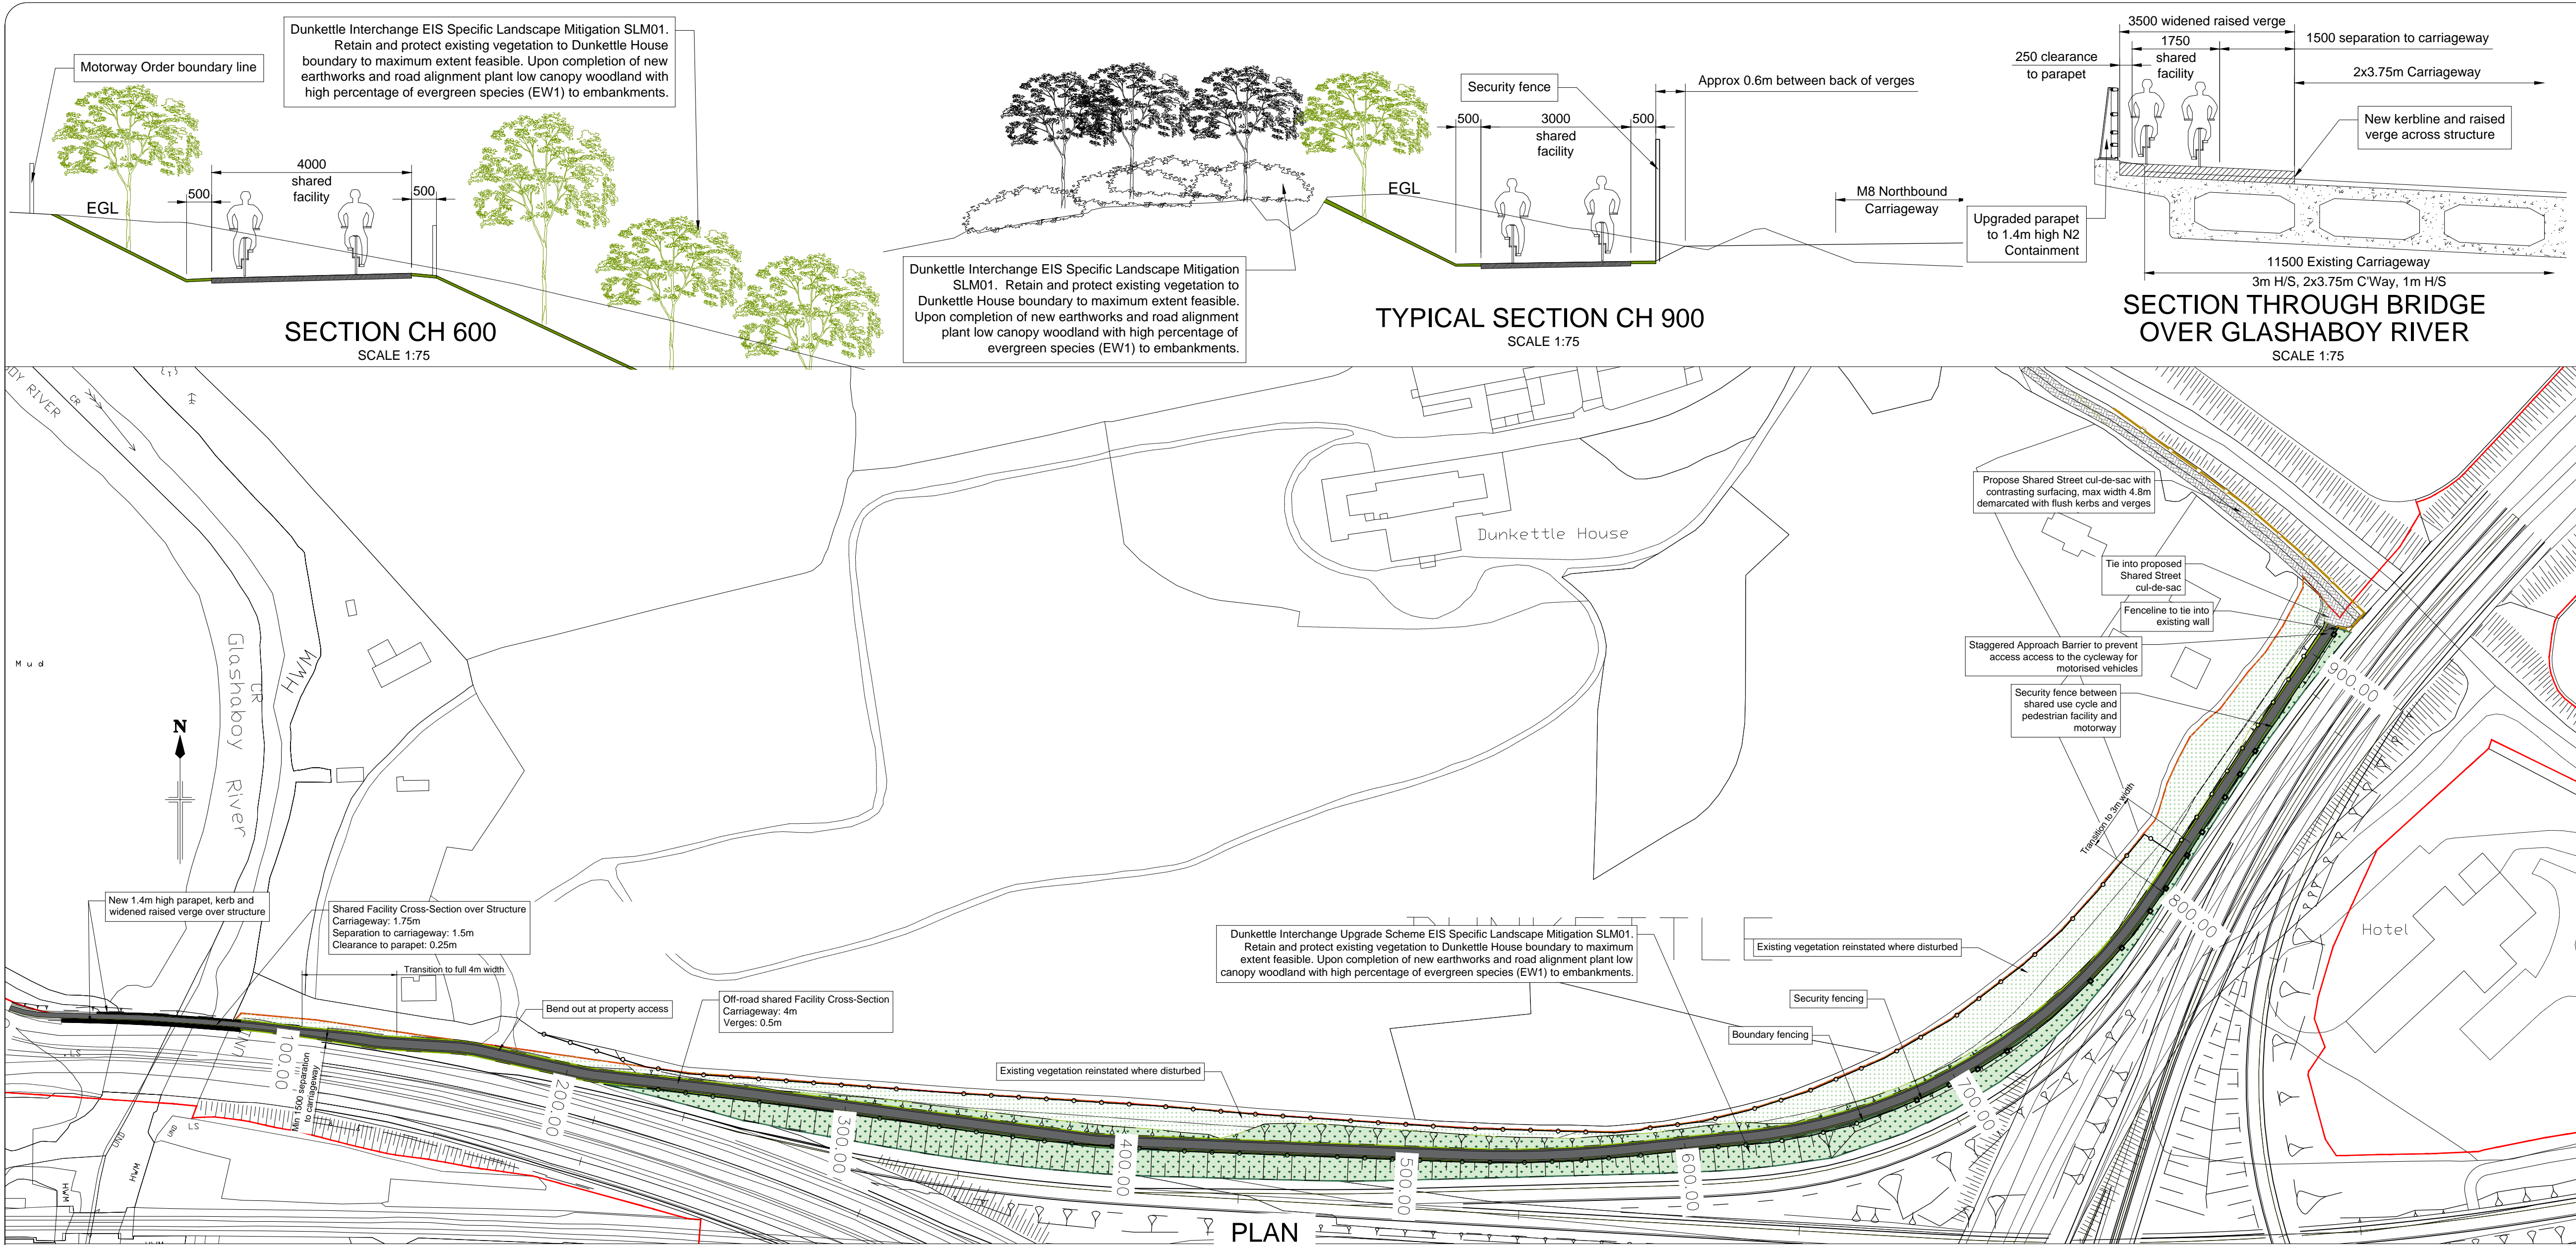 Motorway Order boundary line
Dunkettle Interchange EIS Specific Landscape Mitigation SLM01.
Retain and protect existing vegetation to Dunkettle House
boundary to maximum extent feasible. Upon completion of new
earthworks and road alignment plant low canopy woodland with
high percentage of evergreen species (EW1) to embankments.
EGL
500
4000
shared
facility
500
SECTION CH 600
SCALE 1:75
Security fence
Approx 0.6m between back of verges
500
3000
shared
facility
500
EGL
M8 Northbound
Carriageway
Dunkettle Interchange EIS Specific Landscape Mitigation
SLM01. Retain and protect existing vegetation to
Dunkettle House boundary to maximum extent feasible.
Upon completion of new earthworks and road alignment
plant low canopy woodland with high percentage of
evergreen species (EW1) to embankments.
TYPICAL SECTION CH 900
SCALE 1:75
3500 widened raised verge
1750
shared
facility
1500 separation to carriageway
250 clearance
to parapet
2x3.75m Carriageway
New kerbline and raised
verge across structure
Upgraded parapet
to 1.4m high N2
Containment
11500 Existing Carriageway
3m H/S, 2x3.75m C'Way, 1m H/S
SECTION THROUGH BRIDGE
OVER GLASHABOY RIVER
SCALE 1:75
OY RIVER
CR
Mud
Glashaboy River
CR
HWM
N
Dunkettle House
Propose Shared Street cul-de-sac with
contrasting surfacing, max width 4.8m
demarcated with flush kerbs and verges
Tie into proposed
Shared Street
cul-de-sac
Fenceline to tie into
existing wall
Staggered Approach Barrier to prevent
access access to the cycleway for
motorised vehicles
Security fence between
shared use cycle and
pedestrian facility and
motorway
Transition to 3m width
900.00
800.00
Hotel
New 1.4m high parapet, kerb and
widened raised verge over structure
Shared Facility Cross-Section over Structure
Carriageway: 1.75m
Separation to carriageway: 1.5m
Clearance to parapet: 0.25m
Transition to full 4m width
Bend out at property access
Off-road shared Facility Cross-Section
Carriageway: 4m
Verges: 0.5m
Existing vegetation reinstated where disturbed
Dunkettle Interchange Upgrade Scheme EIS Specific Landscape Mitigation SLM01.
Retain and protect existing vegetation to Dunkettle House boundary to maximum
extent feasible. Upon completion of new earthworks and road alignment plant low
canopy woodland with high percentage of evergreen species (EW1) to embankments.
Existing vegetation reinstated where disturbed
Security fencing
Boundary fencing
LS
UND
100.00
Min 1500 separation
to carriageway
200.00
300.00
400.00
500.00
600.00
700.00
LS
UND
UND
HWM
HWM
PLAN